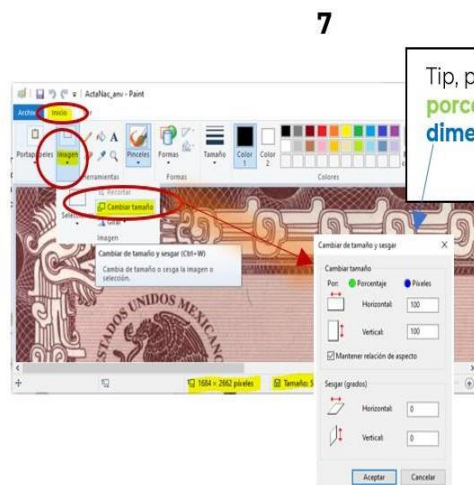 7
Tip, p
porce
dime
ActaNac_anv - Paint
Archivo Inicio
Portapapeles Imagen Pinceles Formas Tamaño Color 1 Color 2
Herramientas Formas Colores
Recortar
Cambiar tamaño
Girar
Imagen
Cambiar de tamaño y sesgar (Ctrl+W)
Cambia de tamaño o sesga la imagen o
selección.
ESTADOS UNIDOS MEXICANOS
1684 × 2662 píxeles Tamaño: 5
Cambiar de tamaño y sesgar
Cambiar tamaño
Por: Porcentaje Píxeles
Horizontal: 100
Vertical: 100
Mantener relación de aspecto
Sesgar (grados)
Horizontal: 0
Vertical: 0
Aceptar Cancelar